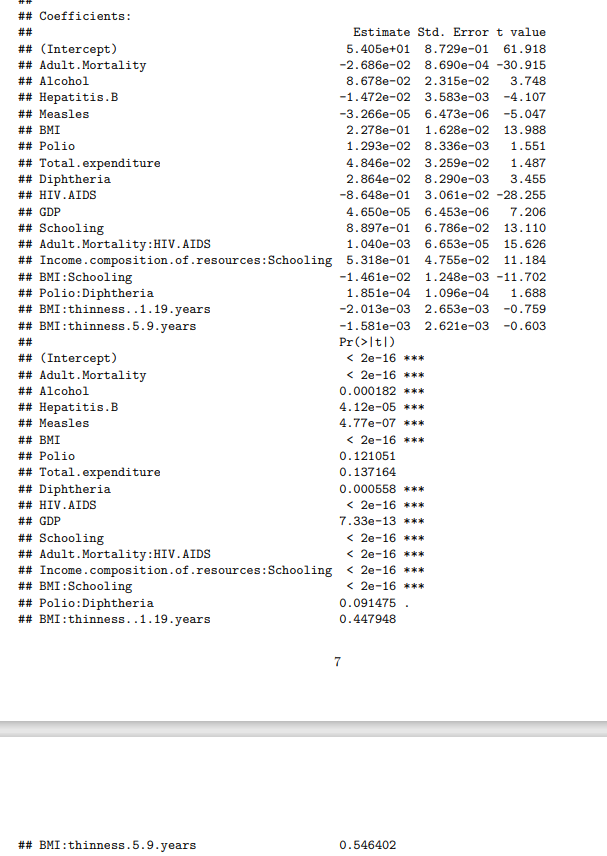 ##
## Coefficients:
## Estimate Std. Error t value
## (Intercept) 5.405e+01 8.729e-01 61.918
## Adult.Mortality -2.686e-02 8.690e-04 -30.915
## Alcohol 8.678e-02 2.315e-02 3.748
## Hepatitis.B -1.472e-02 3.583e-03 -4.107
## Measles -3.266e-05 6.473e-06 -5.047
## BMI 2.278e-01 1.628e-02 13.988
## Polio 1.293e-02 8.336e-03 1.551
## Total.expenditure 4.846e-02 3.259e-02 1.487
## Diphtheria 2.864e-02 8.290e-03 3.455
## HIV.AIDS -8.648e-01 3.061e-02 -28.255
## GDP 4.650e-05 6.453e-06 7.206
## Schooling 8.897e-01 6.786e-02 13.110
## Adult.Mortality:HIV.AIDS 1.040e-03 6.653e-05 15.626
## Income.composition.of.resources:Schooling 5.318e-01 4.755e-02 11.184
## BMI:Schooling -1.461e-02 1.248e-03 -11.702
## Polio:Diphtheria 1.851e-04 1.096e-04 1.688
## BMI:thinness..1.19.years -2.013e-03 2.653e-03 -0.759
## BMI:thinness.5.9.years -1.581e-03 2.621e-03 -0.603
## Pr(>|t|)
## (Intercept) < 2e-16 ***
## Adult.Mortality < 2e-16 ***
## Alcohol 0.000182 ***
## Hepatitis.B 4.12e-05 ***
## Measles 4.77e-07 ***
## BMI < 2e-16 ***
## Polio 0.121051
## Total.expenditure 0.137164
## Diphtheria 0.000558 ***
## HIV.AIDS < 2e-16 ***
## GDP 7.33e-13 ***
## Schooling < 2e-16 ***
## Adult.Mortality:HIV.AIDS < 2e-16 ***
## Income.composition.of.resources:Schooling < 2e-16 ***
## BMI:Schooling < 2e-16 ***
## Polio:Diphtheria 0.091475 .
## BMI:thinness..1.19.years 0.447948
7
## BMI:thinness.5.9.years 0.546402